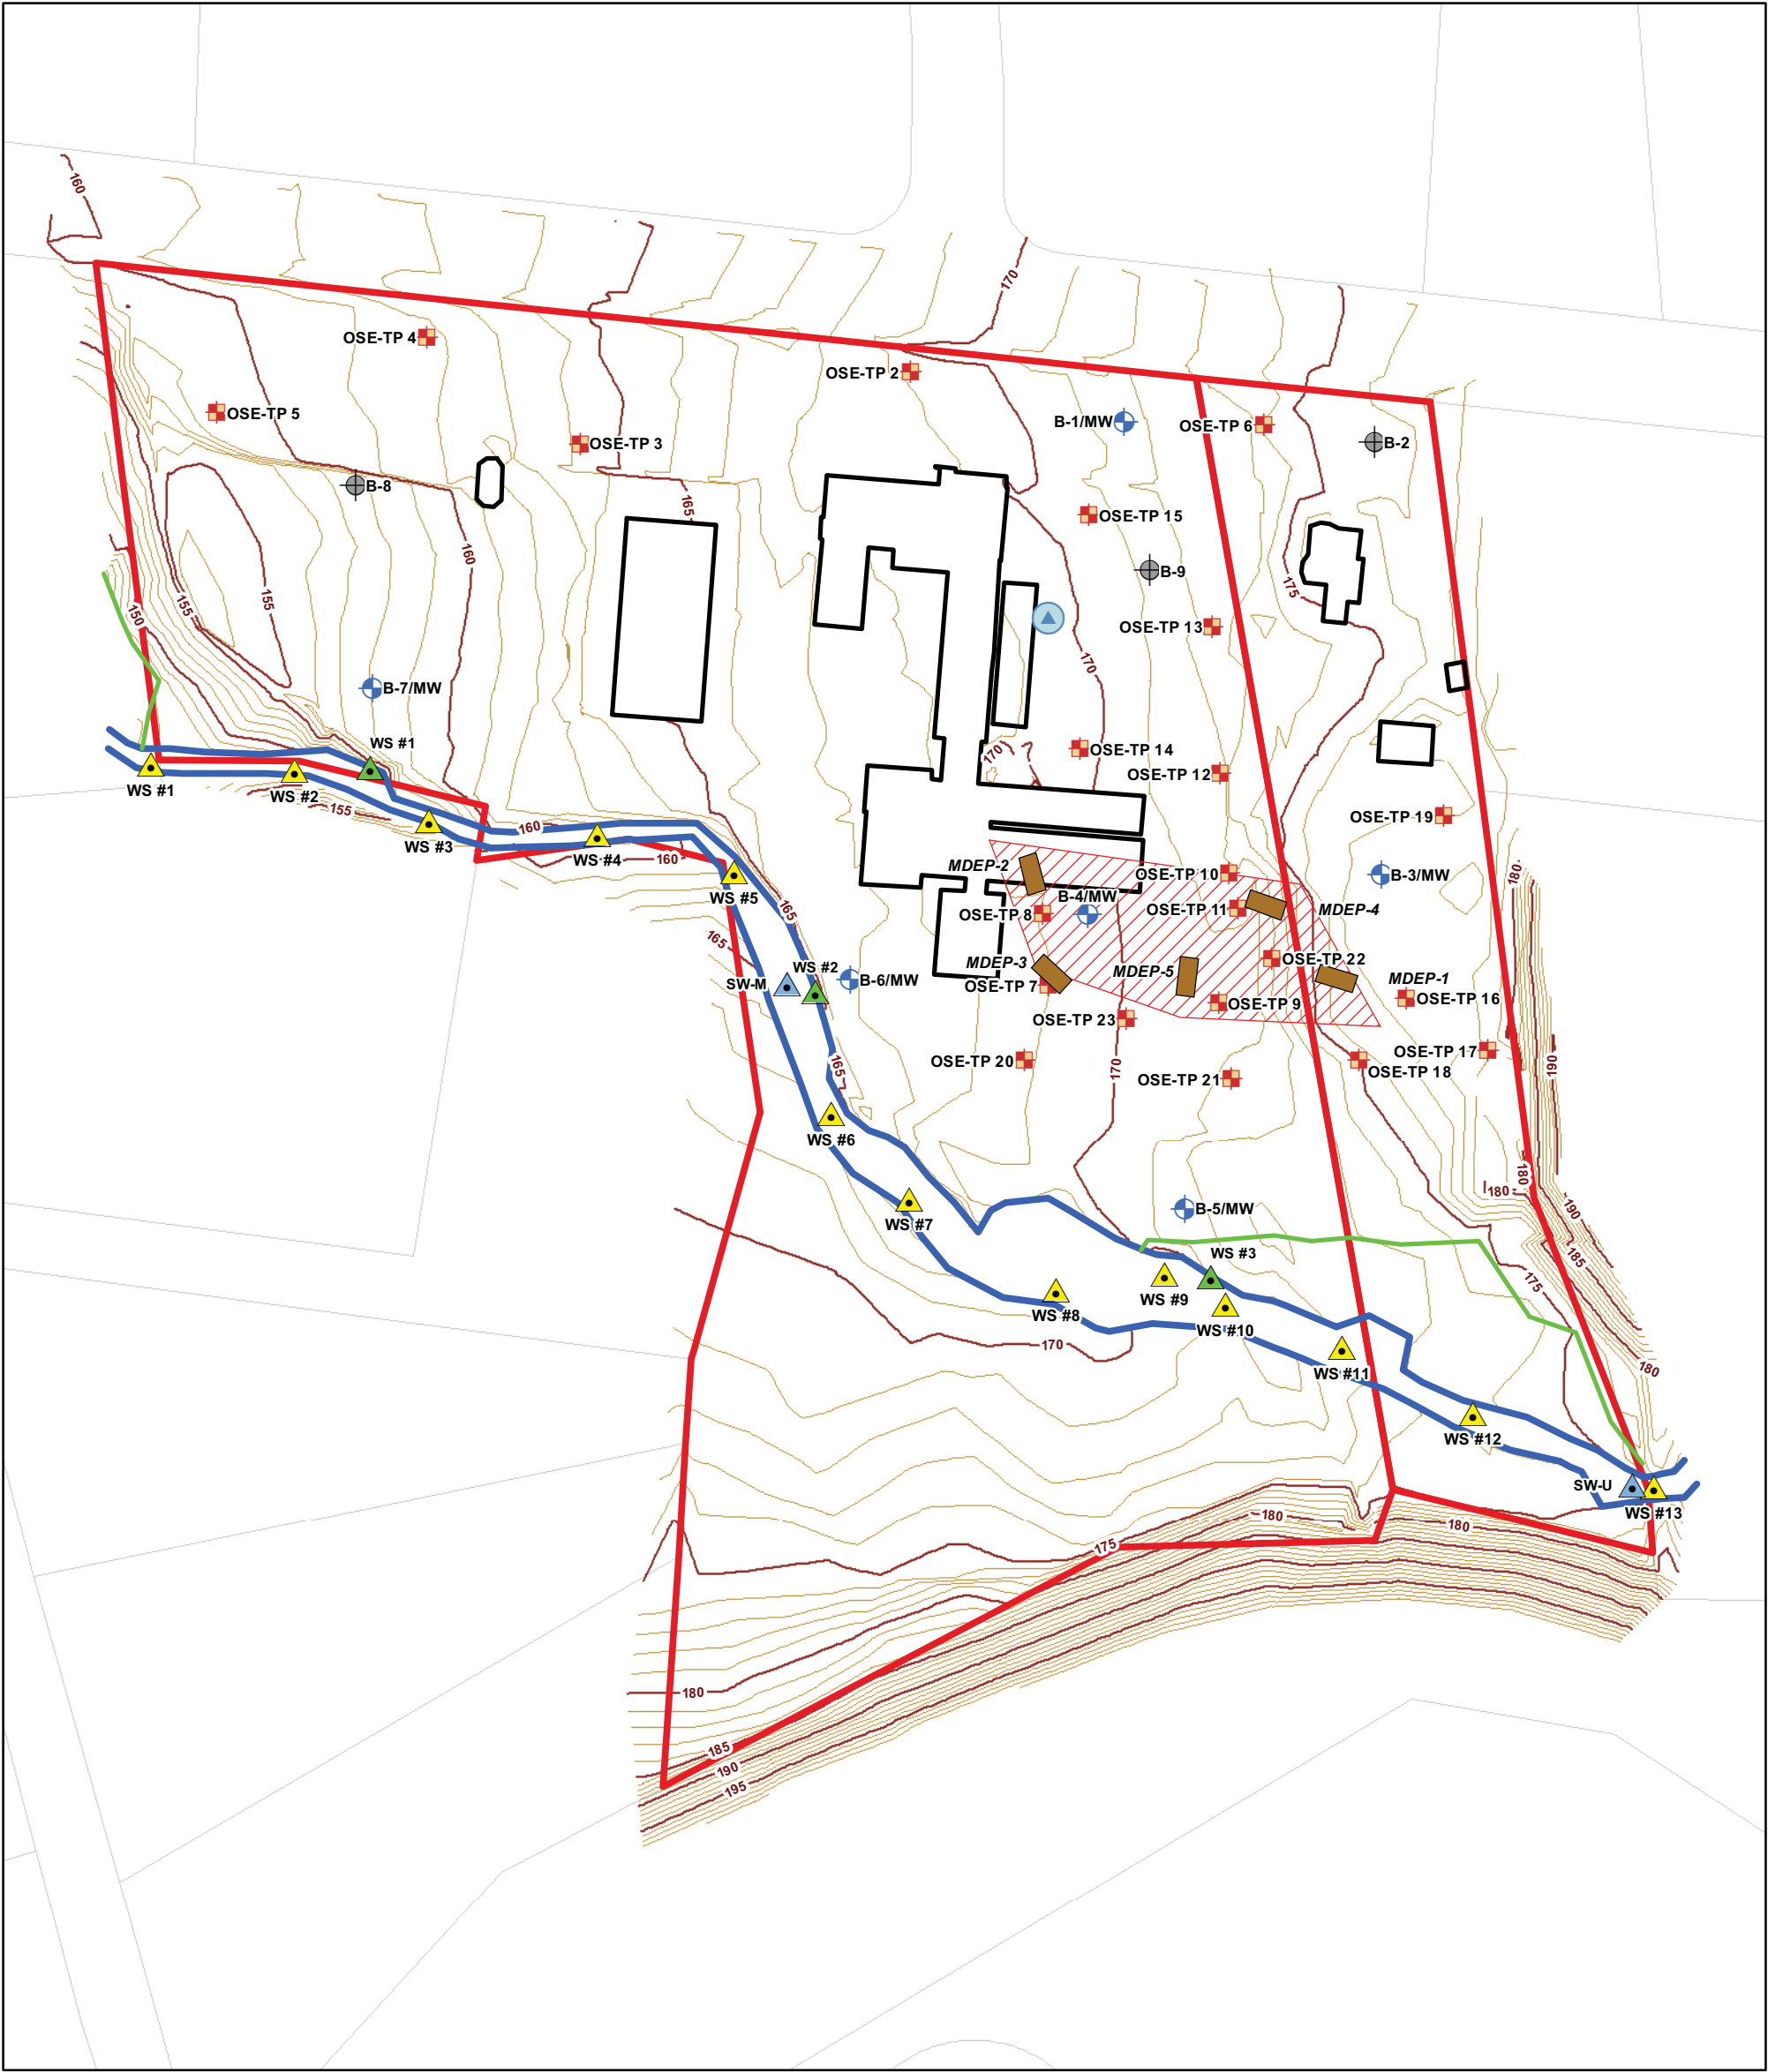 160
170
OSE-TP 4
OSE-TP 2
OSE-TP 5
B-1/MW
OSE-TP 6
B-2
OSE-TP 3
B-8
165
OSE-TP 15
160
B-9
175
155
155
150
OSE-TP 13
170
B-7/MW
WS #1
170
OSE-TP 14
OSE-TP 12
WS #1
WS #2
155
OSE-TP 19
160
WS #3
WS #4
160
MDEP-2
OSE-TP 10
B-3/MW
180
WS #5
B-4/MW
165
OSE-TP 8
OSE-TP 11
MDEP-4
165
WS #2
MDEP-3
MDEP-5
OSE-TP 22
SW-M
B-6/MW
OSE-TP 7
MDEP-1
OSE-TP 16
OSE-TP 9
OSE-TP 23
165
OSE-TP 20
170
OSE-TP 17
190
OSE-TP 18
OSE-TP 21
WS #6
180
180
190
B-5/MW
WS #7
WS #3
185
175
WS #9
WS #8
WS #10
170
180
WS #11
WS #12
SW-U
WS #13
180
180
175
180
185
190
195